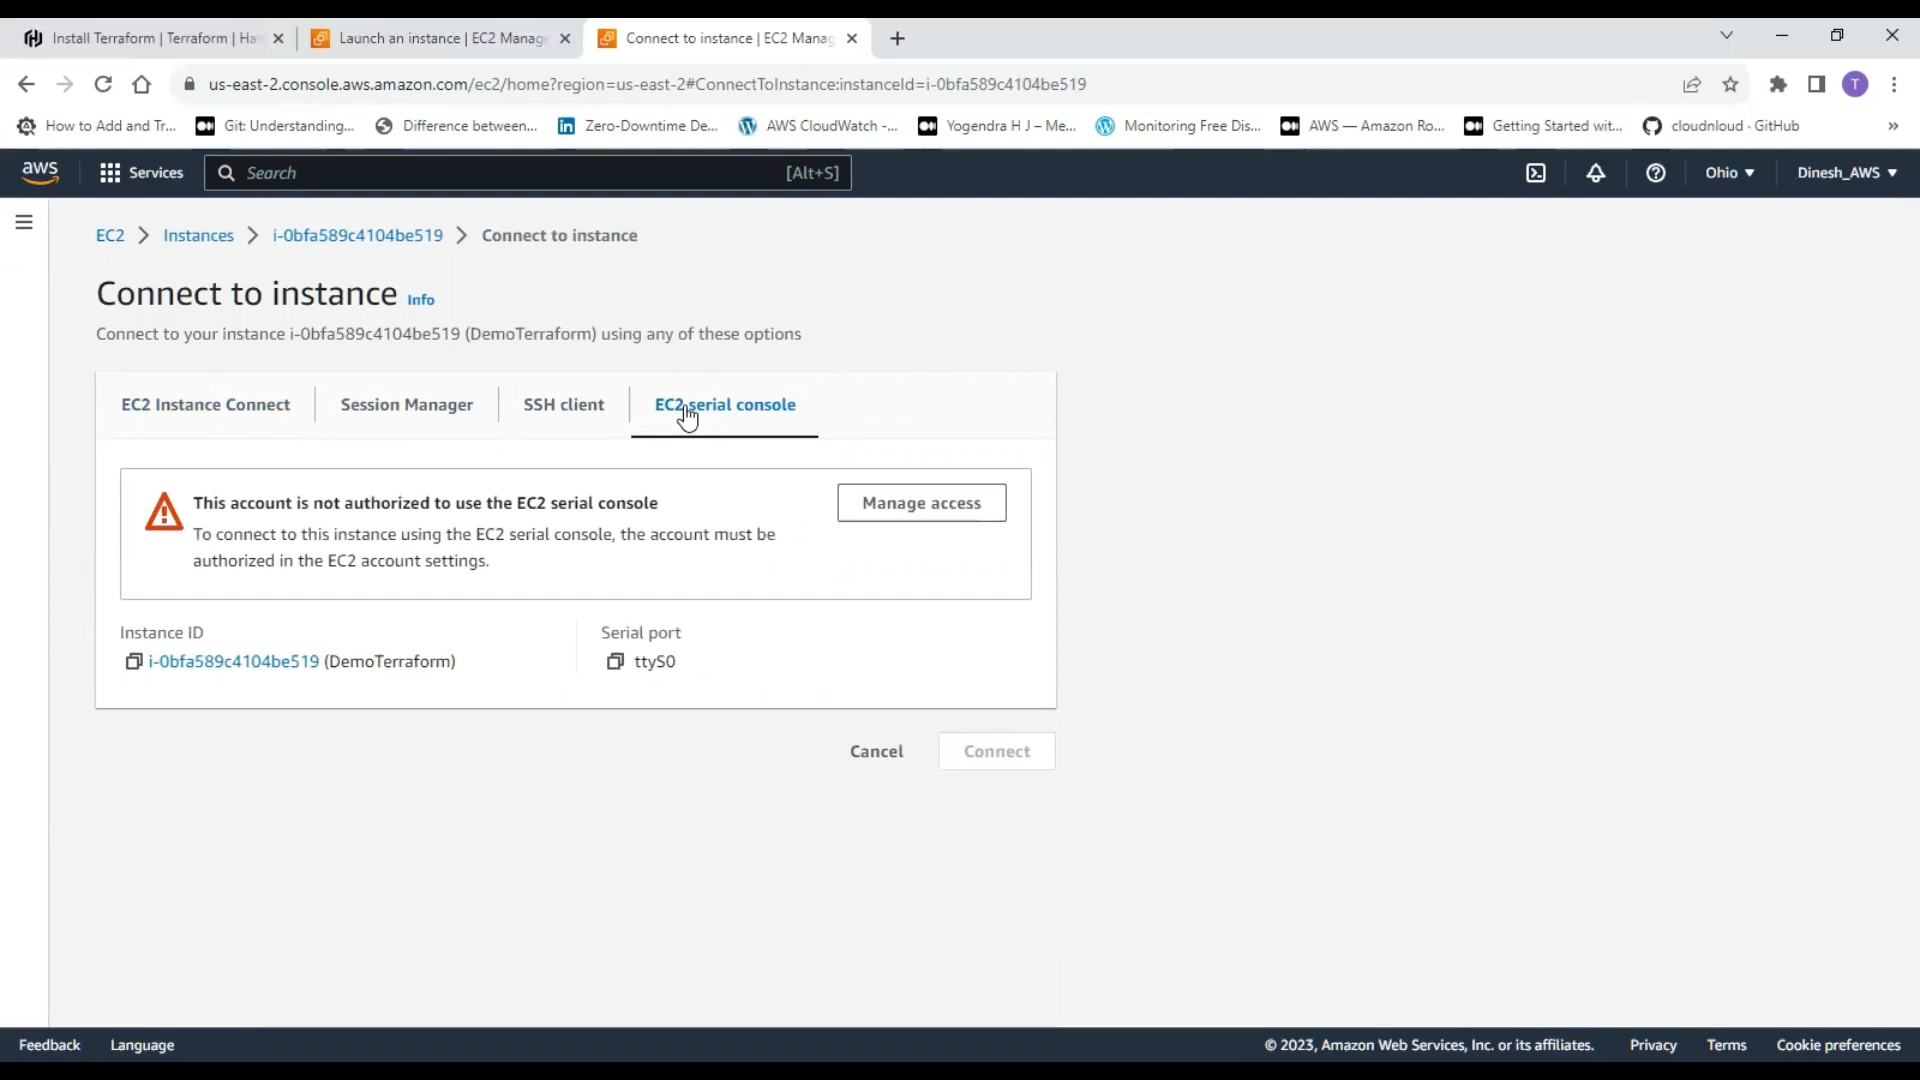 Install Terraform | Terraform | Ha
Launch an instance | EC2 Manag
Connect to instance | EC2 Manag
us-east-2.console.aws.amazon.com/ec2/home?region=us-east-2#ConnectToInstance:instanceId=i-0bfa589c4104be519
T
How to Add and Tr...
Git: Understanding...
Difference between...
Zero-Downtime De...
AWS CloudWatch -...
Yogendra H J – Me...
Monitoring Free Dis...
AWS — Amazon Ro...
Getting Started wit...
cloudnloud · GitHub
»
aws
Services
Search
[Alt+S]
Ohio
Dinesh_AWS
EC2 > Instances > i-0bfa589c4104be519 > Connect to instance
Connect to instance Info
Connect to your instance i-0bfa589c4104be519 (DemoTerraform) using any of these options
EC2 Instance Connect
Session Manager
SSH client
EC2 serial console
This account is not authorized to use the EC2 serial console
To connect to this instance using the EC2 serial console, the account must be
authorized in the EC2 account settings.
Manage access
Instance ID
i-0bfa589c4104be519 (DemoTerraform)
Serial port
ttyS0
Cancel
Connect
Feedback
Language
© 2023, Amazon Web Services, Inc. or its affiliates.
Privacy
Terms
Cookie preferences